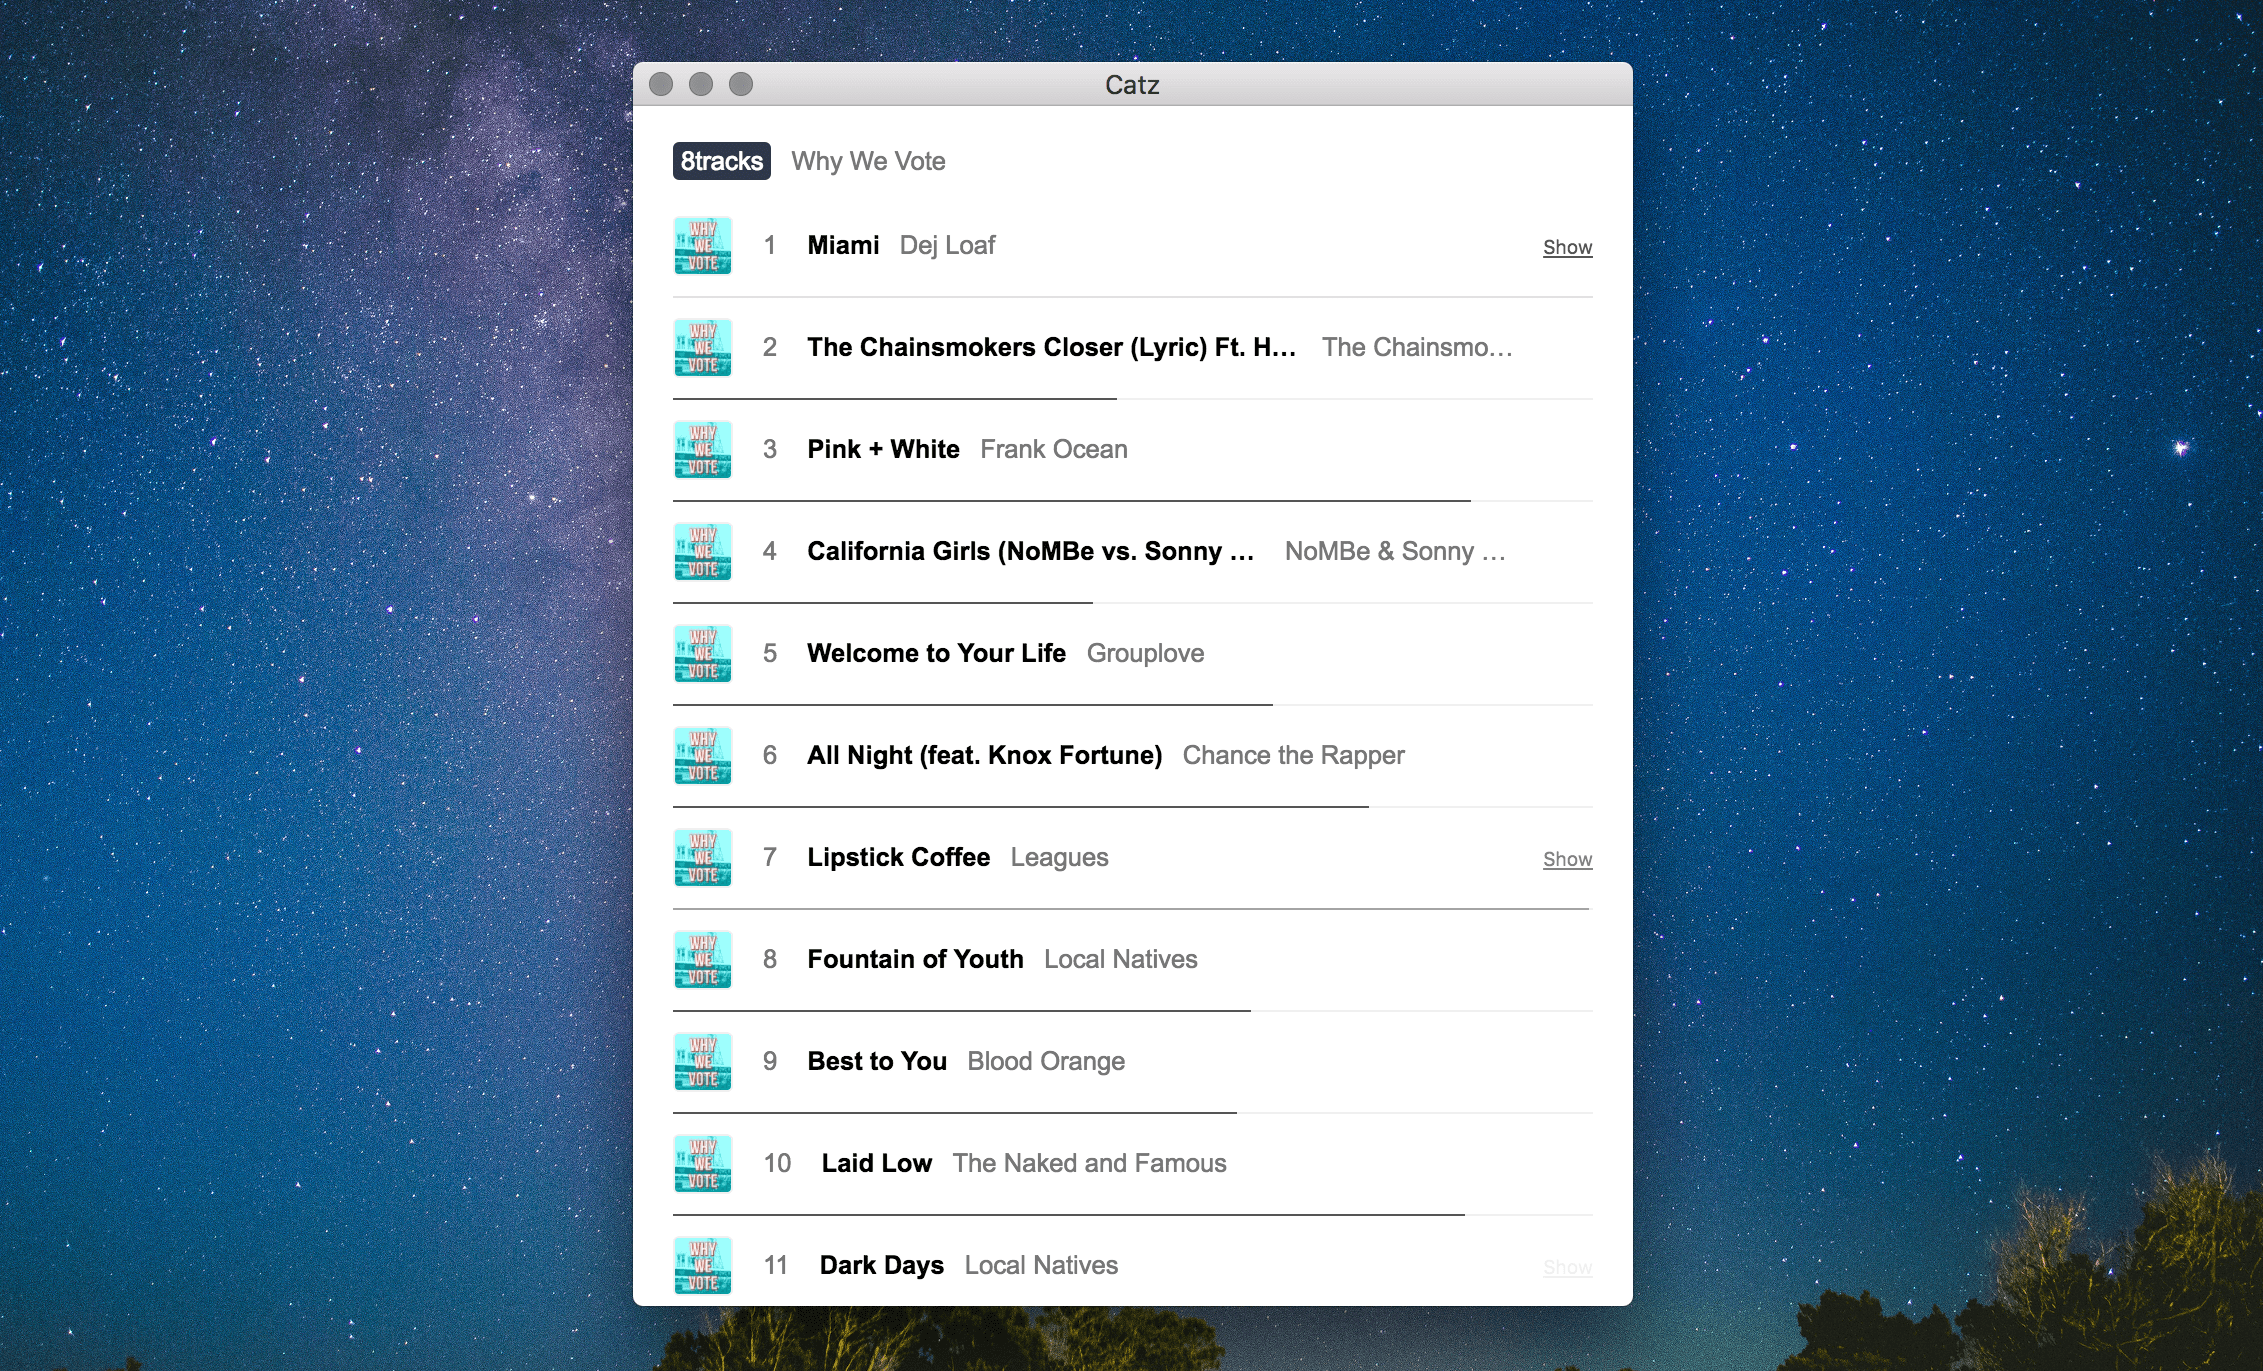 Catz
8tracks Why We Vote
WHY WE VOTE 1 Miami Dej Loaf Show
WHY WE VOTE 2 The Chainsmokers Closer (Lyric) Ft. H… The Chainsmo…
WHY WE VOTE 3 Pink + White Frank Ocean
WHY WE VOTE 4 California Girls (NoMBe vs. Sonny … NoMBe & Sonny …
WHY WE VOTE 5 Welcome to Your Life Grouplove
WHY WE VOTE 6 All Night (feat. Knox Fortune) Chance the Rapper
WHY WE VOTE 7 Lipstick Coffee Leagues Show
WHY WE VOTE 8 Fountain of Youth Local Natives
WHY WE VOTE 9 Best to You Blood Orange
WHY WE VOTE 10 Laid Low The Naked and Famous
WHY WE VOTE 11 Dark Days Local Natives Show